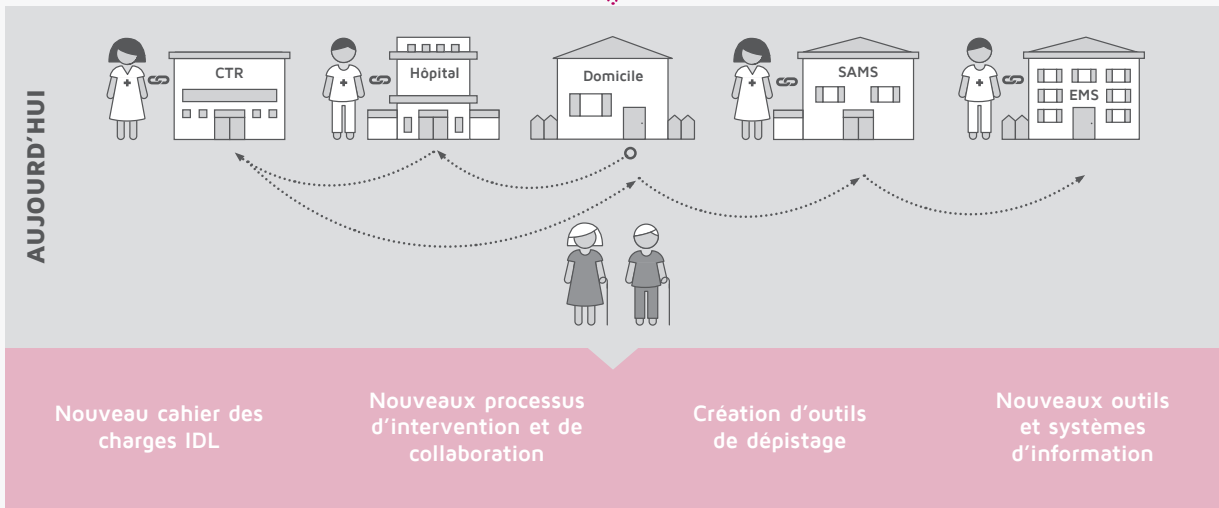 AUJOURD'HUI
CTR
Hôpital
Domicile
SAMS
EMS
Nouveau cahier des
charges IDL
Nouveaux processus
d'intervention et de
collaboration
Création d'outils
de dépistage
Nouveaux outils
et systèmes
d'information